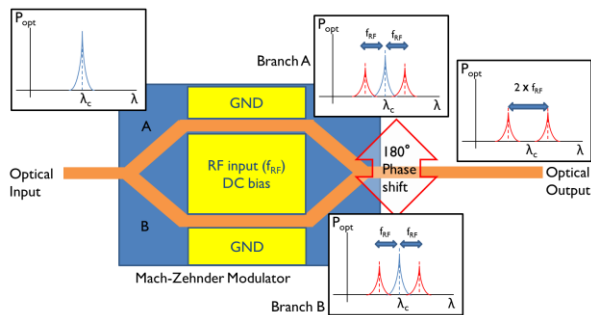 P_opt
λ_c
λ
Branch A
P_opt
f_RF
f_RF
λ_c
λ
P_opt
2 x f_RF
λ_c
λ
GND
A
RF input (f_RF)
DC bias
180°
Phase
shift
Optical
Input
Optical
Output
B
GND
Mach-Zehnder Modulator
Branch B
P_opt
f_RF
f_RF
λ_c
λ